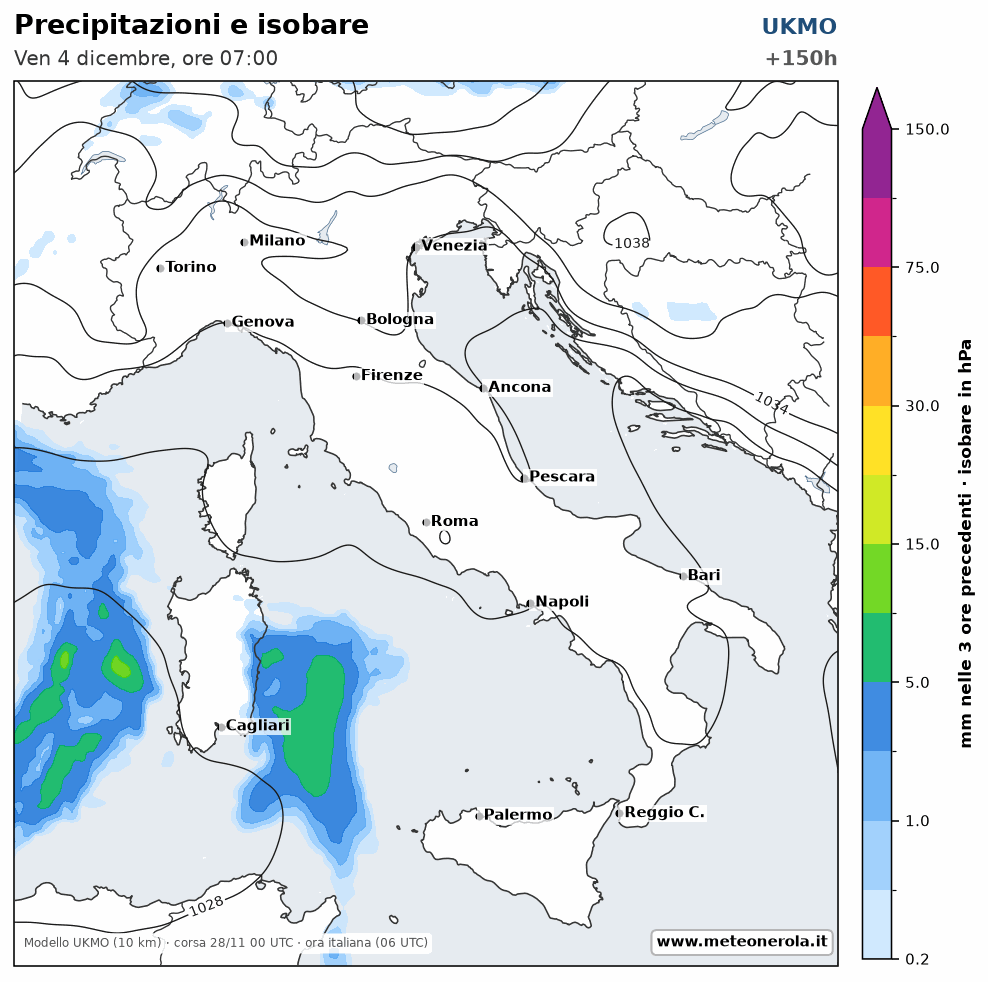 Precipitazioni e isobare
UKMO
Ven 4 dicembre, ore 07:00
+150h
150.0
75.0
30.0
15.0
5.0
1.0
0.2
mm nelle 3 ore precedenti · isobare in hPa
1038
Milano
Venezia
Torino
Genova
Bologna
Firenze
Ancona
1034
Pescara
Roma
Bari
Napoli
Cagliari
Palermo
Reggio C.
1028
Modello UKMO (10 km) · corsa 28/11 00 UTC · ora italiana (06 UTC)
www.meteonerola.it